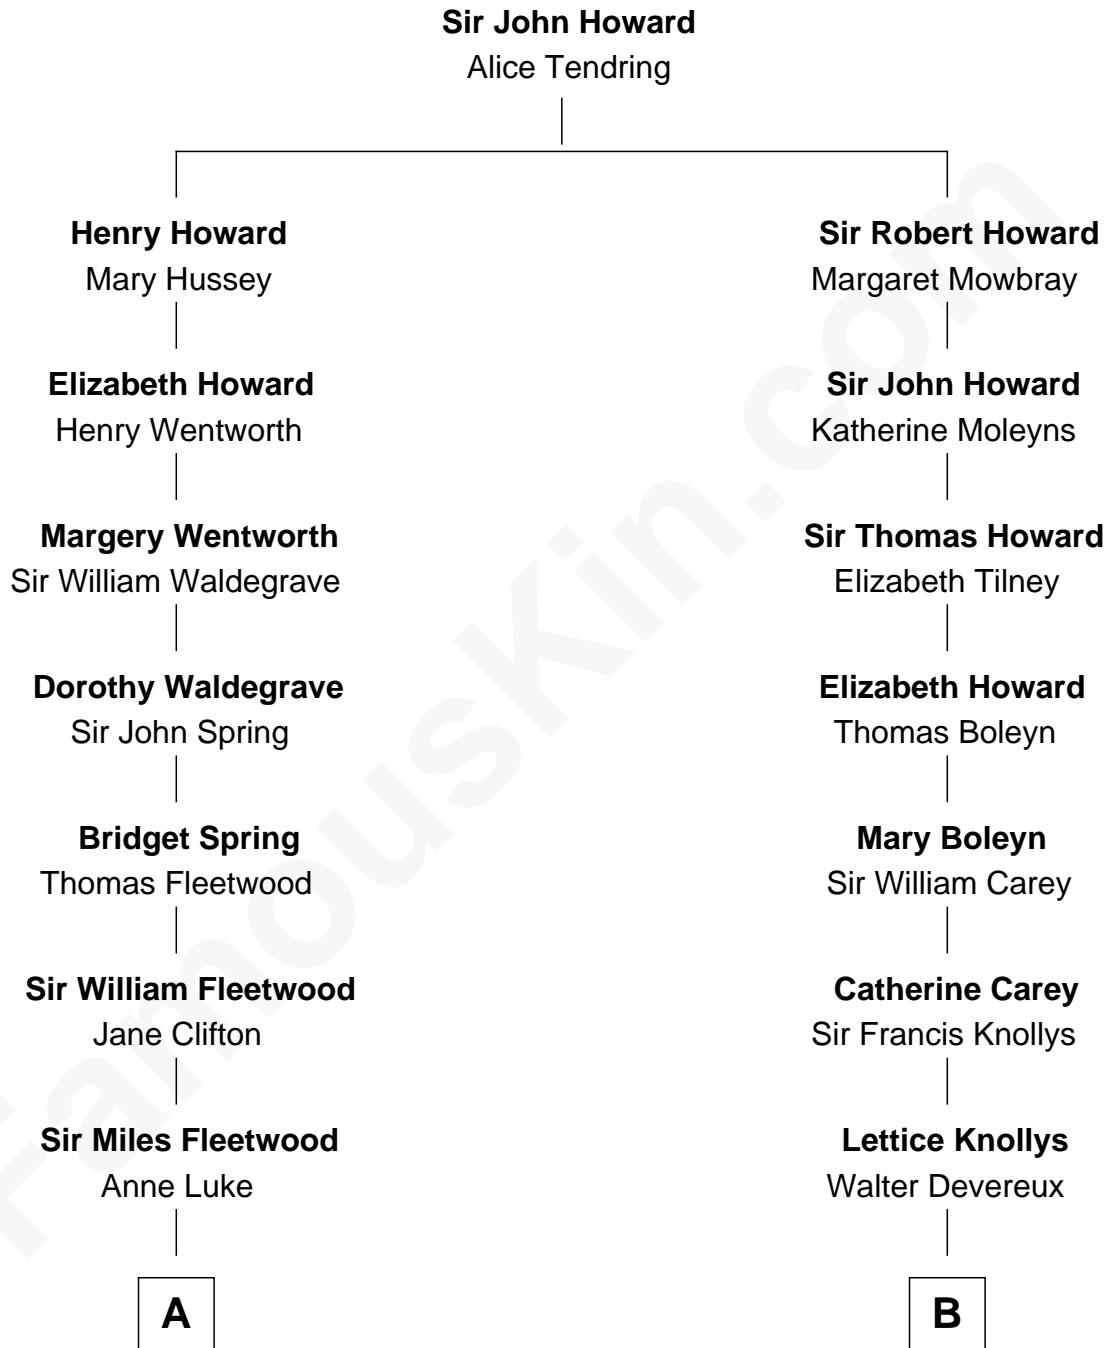 Sir John Howard
Alice Tendring
Henry Howard
Mary Hussey
Sir Robert Howard
Margaret Mowbray
Elizabeth Howard
Henry Wentworth
Sir John Howard
Katherine Moleyns
Margery Wentworth
Sir William Waldegrave
Sir Thomas Howard
Elizabeth Tilney
Dorothy Waldegrave
Sir John Spring
Elizabeth Howard
Thomas Boleyn
Bridget Spring
Thomas Fleetwood
Mary Boleyn
Sir William Carey
Sir William Fleetwood
Jane Clifton
Catherine Carey
Sir Francis Knollys
Sir Miles Fleetwood
Anne Luke
Lettice Knollys
Walter Devereux
A
B
FamousKin.com